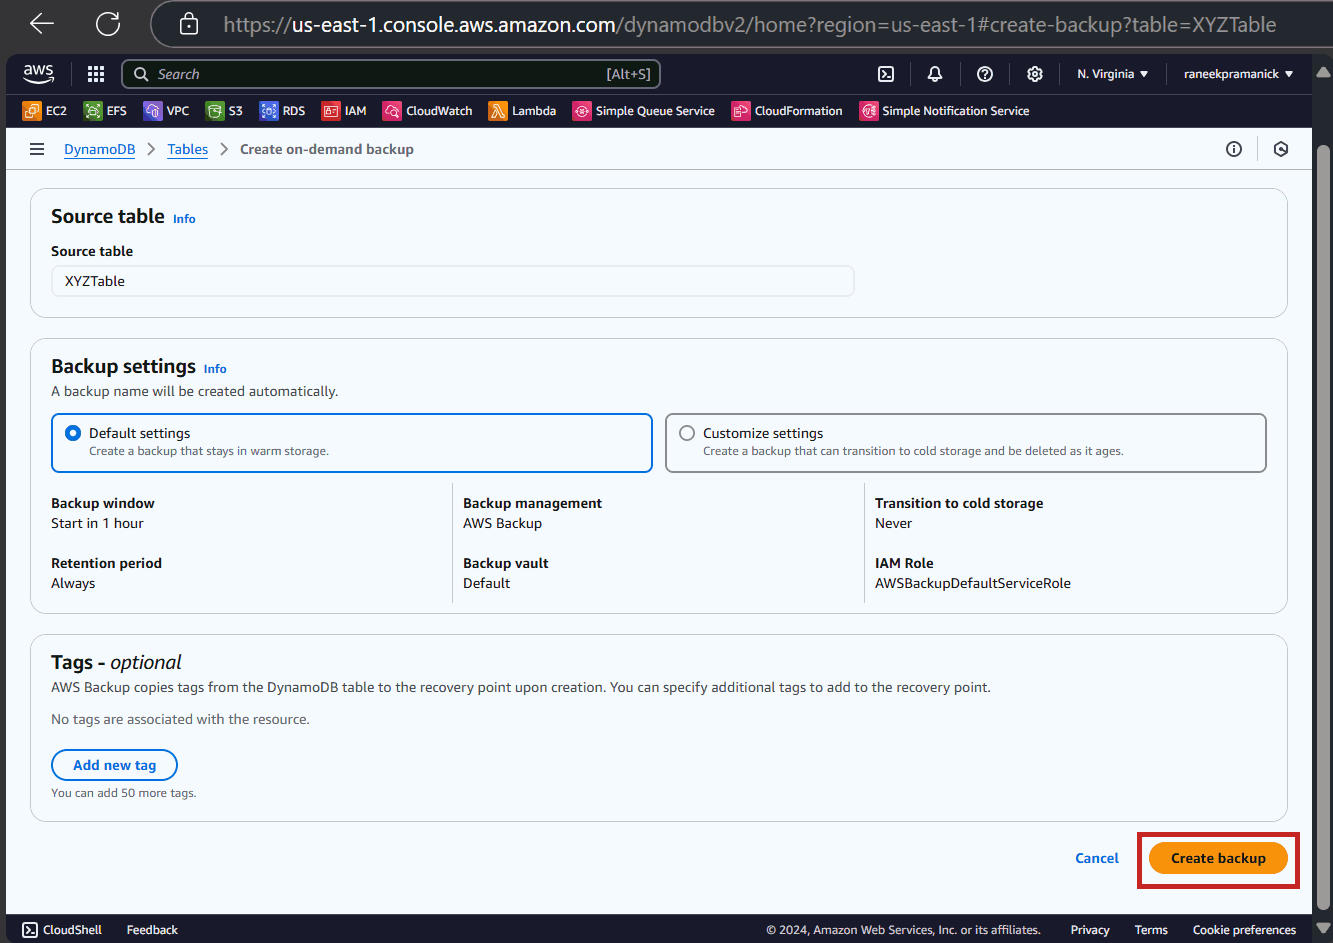 https://us-east-1.console.aws.amazon.com/dynamodbv2/home?region=us-east-1#create-backup?table=XYZTable
aws Search [Alt+S] N. Virginia raneekpramanick
EC2 EFS VPC S3 RDS IAM CloudWatch Lambda Simple Queue Service CloudFormation Simple Notification Service
DynamoDB Tables Create on-demand backup
Source table Info
Source table
XYZTable
Backup settings Info
A backup name will be created automatically.
Default settings
Create a backup that stays in warm storage.
Customize settings
Create a backup that can transition to cold storage and be deleted as it ages.
Backup window
Start in 1 hour
Backup management
AWS Backup
Transition to cold storage
Never
Retention period
Always
Backup vault
Default
IAM Role
AWSBackupDefaultServiceRole
Tags - optional
AWS Backup copies tags from the DynamoDB table to the recovery point upon creation. You can specify additional tags to add to the recovery point.
No tags are associated with the resource.
Add new tag
You can add 50 more tags.
Cancel Create backup
CloudShell Feedback © 2024, Amazon Web Services, Inc. or its affiliates. Privacy Terms Cookie preferences